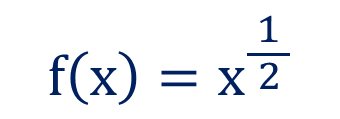 f(x) = x^(1/2)